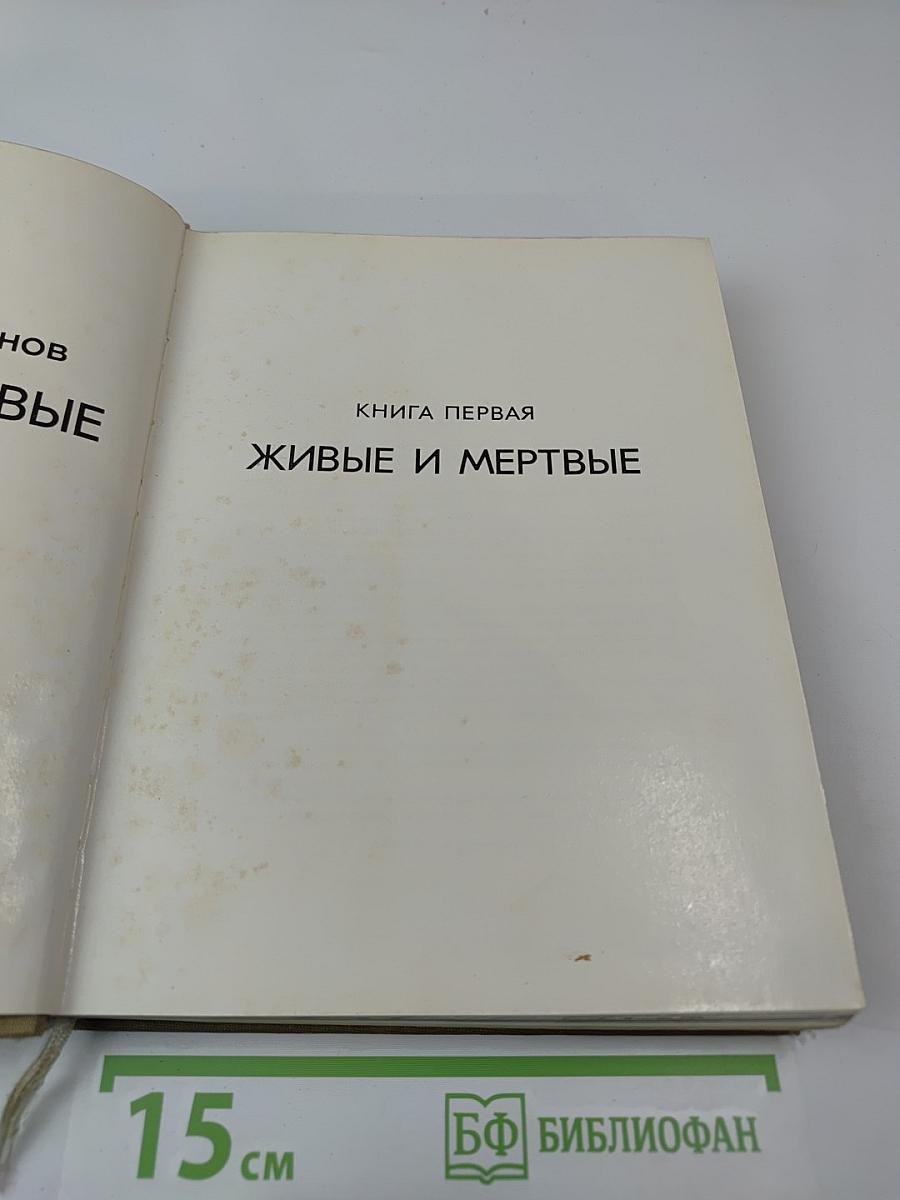 НОВ
ВЫЕ
КНИГА ПЕРВАЯ
ЖИВЫЕ И МЕРТВЫЕ
15 см
БФ БИБЛИОФАН